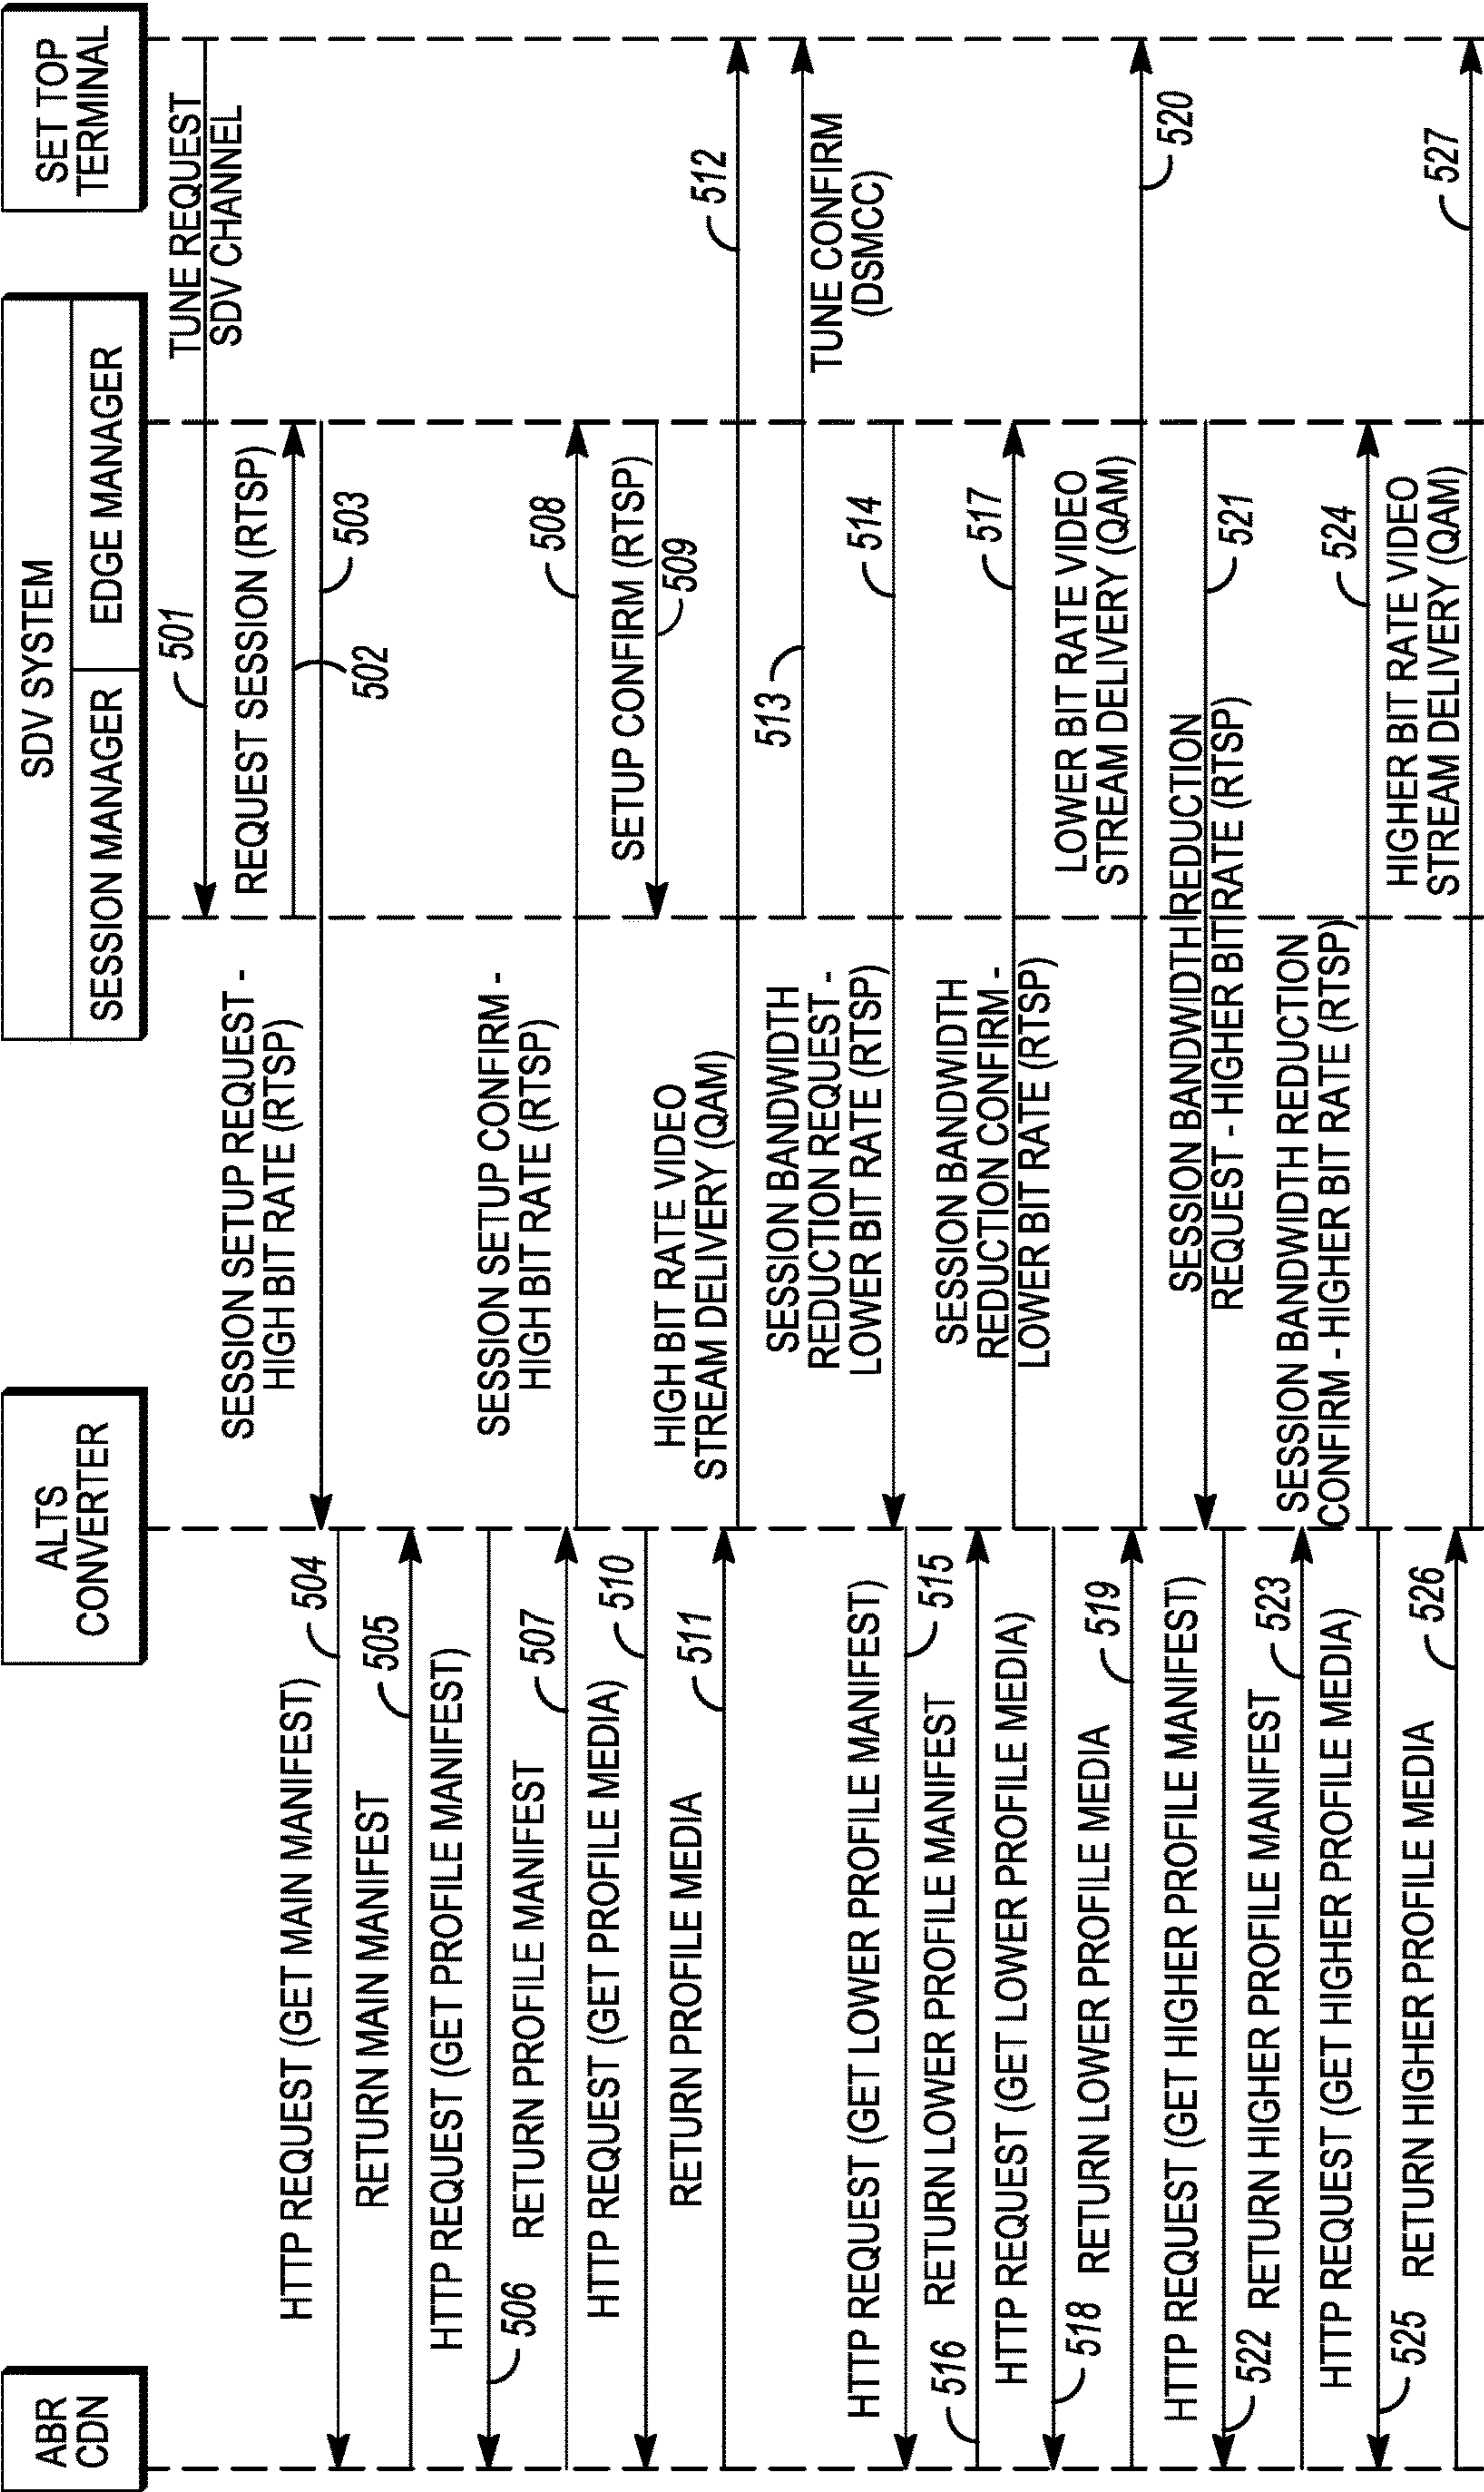 ABR
CDN
ALTS
CONVERTER
SDV SYSTEM
SESSION MANAGER
EDGE MANAGER
SET TOP
TERMINAL
TUNE REQUEST
SDV CHANNEL
501
REQUEST SESSION (RTSP)
502
SESSION SETUP REQUEST -
HIGH BIT RATE (RTSP)
503
HTTP REQUEST (GET MAIN MANIFEST)
504
RETURN MAIN MANIFEST
505
HTTP REQUEST (GET PROFILE MANIFEST)
506
RETURN PROFILE MANIFEST
507
SESSION SETUP CONFIRM -
HIGH BIT RATE (RTSP)
508
SETUP CONFIRM (RTSP)
509
HTTP REQUEST (GET PROFILE MEDIA)
510
RETURN PROFILE MEDIA
511
HIGH BIT RATE VIDEO
STREAM DELIVERY (QAM)
512
513
TUNE CONFIRM
(DSMCC)
SESSION BANDWIDTH
REDUCTION REQUEST-
LOWER BIT RATE (RTSP)
514
HTTP REQUEST (GET LOWER PROFILE MANIFEST)
515
RETURN LOWER PROFILE MANIFEST
516
SESSION BANDWIDTH
REDUCTION CONFIRM -
LOWER BIT RATE (RTSP)
517
HTTP REQUEST (GET LOWER PROFILE MEDIA)
518
RETURN LOWER PROFILE MEDIA
519
LOWER BIT RATE VIDEO
STREAM DELIVERY (QAM)
520
SESSION BANDWIDTH REDUCTION
REQUEST - HIGHER BIT RATE (RTSP)
521
HTTP REQUEST (GET HIGHER PROFILE MANIFEST)
522
RETURN HIGHER PROFILE MANIFEST
523
SESSION BANDWIDTH REDUCTION
CONFIRM - HIGHER BIT RATE (RTSP)
524
HTTP REQUEST (GET HIGHER PROFILE MEDIA)
525
RETURN HIGHER PROFILE MEDIA
526
HIGHER BIT RATE VIDEO
STREAM DELIVERY (QAM)
527